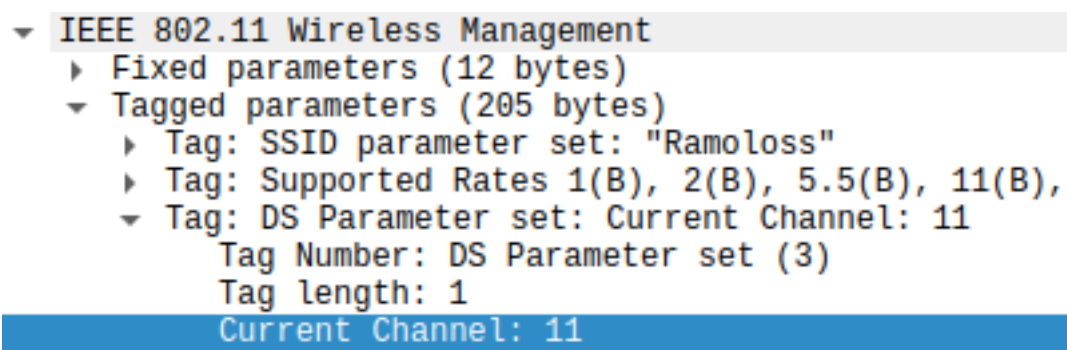 IEEE 802.11 Wireless Management
Fixed parameters (12 bytes)
Tagged parameters (205 bytes)
Tag: SSID parameter set: "Ramoloss"
Tag: Supported Rates 1(B), 2(B), 5.5(B), 11(B),
Tag: DS Parameter set: Current Channel: 11
Tag Number: DS Parameter set (3)
Tag length: 1
Current Channel: 11